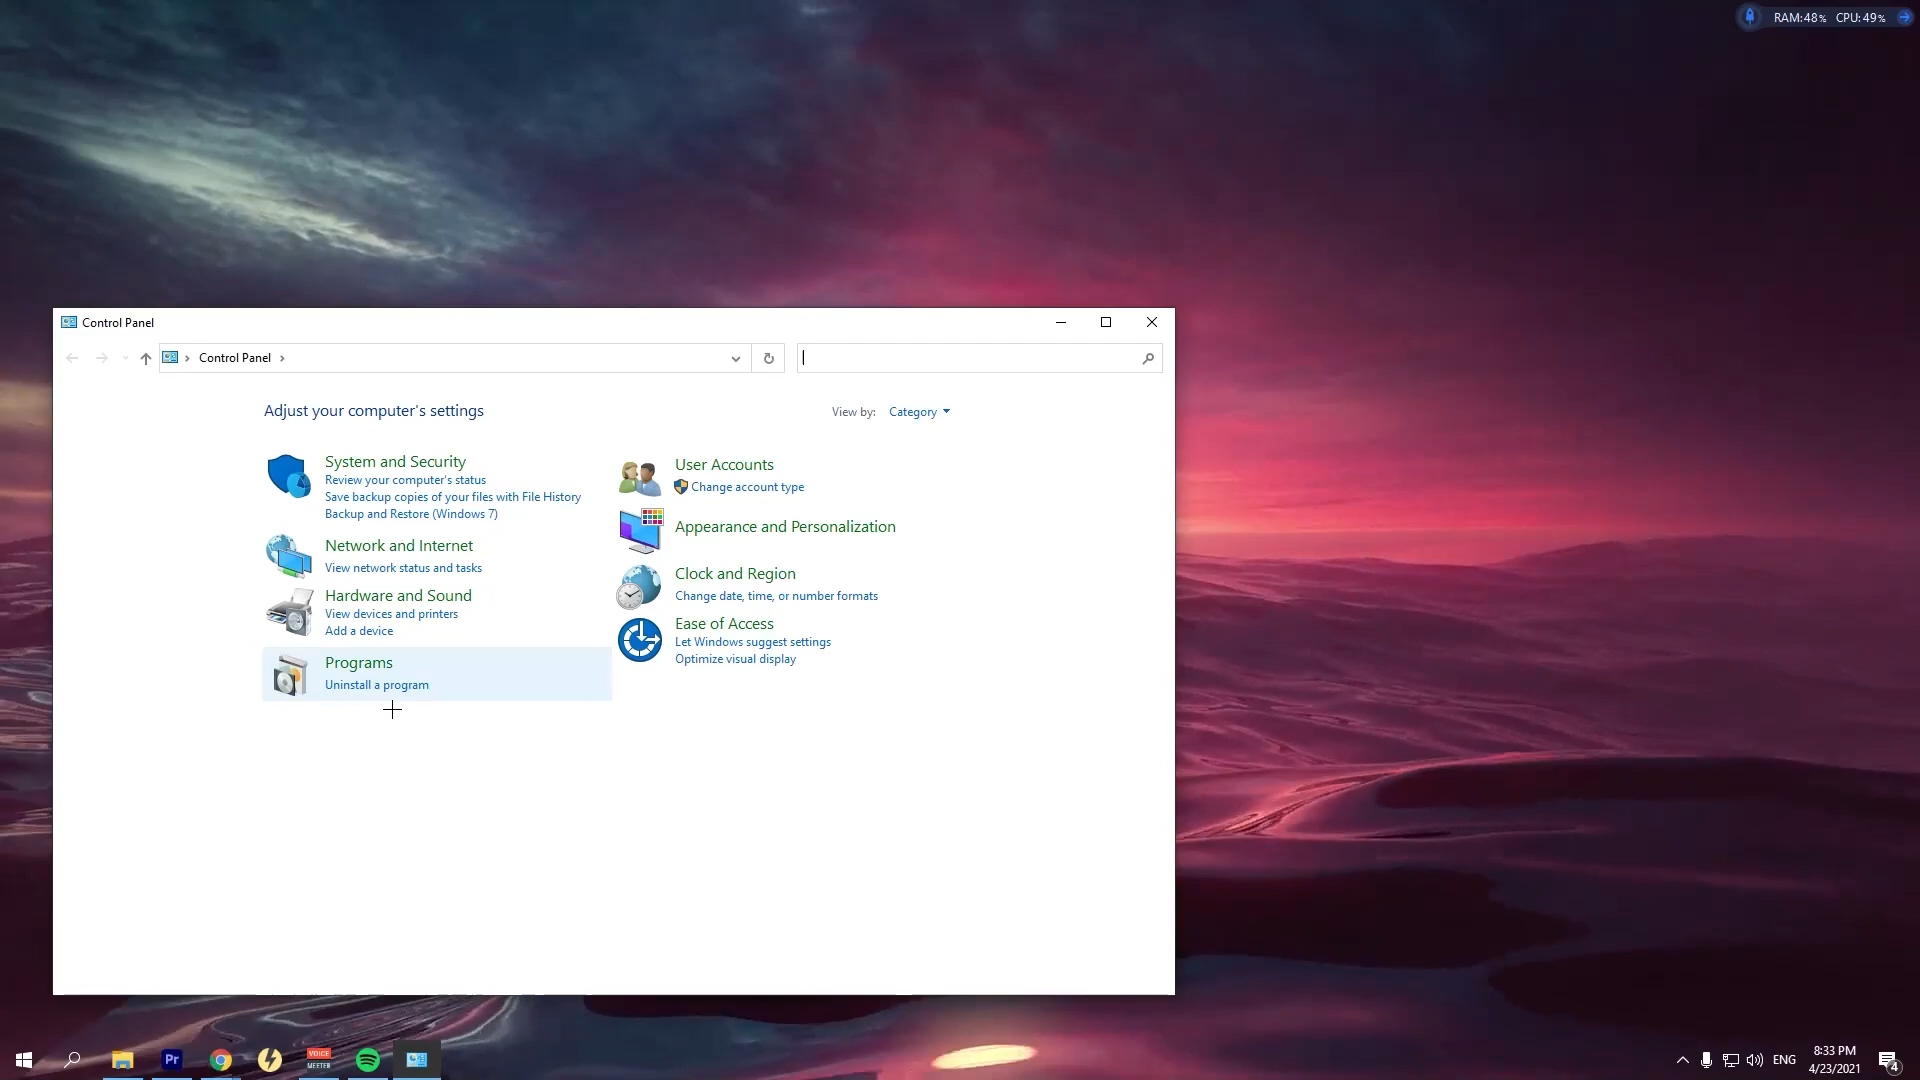 RAM:48% CPU:49%
Control Panel
Control Panel
Adjust your computer's settings
View by: Category
System and Security
Review your computer's status
Save backup copies of your files with File History
Backup and Restore (Windows 7)
Network and Internet
View network status and tasks
Hardware and Sound
View devices and printers
Add a device
Programs
Uninstall a program
User Accounts
Change account type
Appearance and Personalization
Clock and Region
Change date, time, or number formats
Ease of Access
Let Windows suggest settings
Optimize visual display
Pr
VOICE
MEETER
ENG
8:33 PM
4/23/2021
4